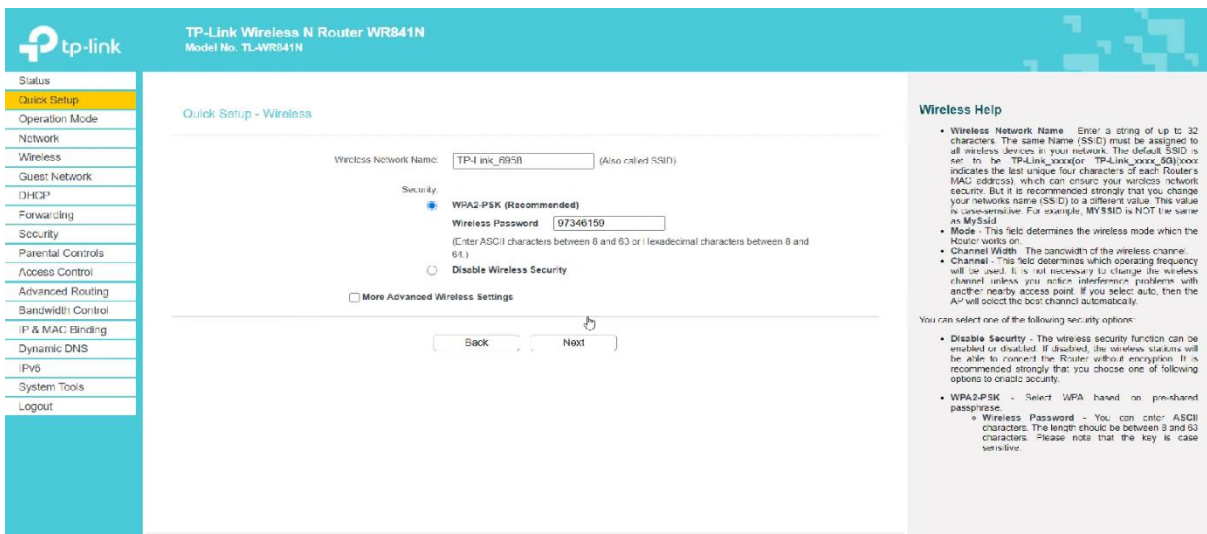 tp-link
TP-Link Wireless N Router WR841N
Model No. TL-WR841N
Status
Quick Setup
Operation Mode
Network
Wireless
Guest Network
DHCP
Forwarding
Security
Parental Controls
Access Control
Advanced Routing
Bandwidth Control
IP & MAC Binding
Dynamic DNS
IPv6
System Tools
Logout
Quick Setup - Wireless
Wireless Network Name: TP-Link_6958 (Also called SSID)
Security:
WPA2-PSK (Recommended)
Wireless Password 97346159
(Enter ASCII characters between 8 and 63 or Hexadecimal characters between 8 and
64.)
Disable Wireless Security
More Advanced Wireless Settings
Back Next
Wireless Help
• Wireless Network Name - Enter a string of up to 32
characters. The same Name (SSID) must be assigned to
all wireless devices in your network. The default SSID is
set to be TP-Link_xxxx(or TP-Link_xxxx_5G)(xxxx
indicates the last unique four characters of each Router's
MAC address), which can ensure your wireless network
security. But it is recommended strongly that you change
your networks name (SSID) to a different value. This value
is case-sensitive. For example, MYSSID is NOT the same
as MySsid
• Mode - This field determines the wireless mode which the
Router works on.
• Channel Width - The bandwidth of the wireless channel.
• Channel - This field determines which operating frequency
will be used. It is not necessary to change the wireless
channel unless you notice interference problems with
another nearby access point. If you select auto, then the
AP will select the best channel automatically.
You can select one of the following security options:
• Disable Security - The wireless security function can be
enabled or disabled. If disabled, the wireless stations will
be able to connect the Router without encryption. It is
recommended strongly that you choose one of following
options to enable security.
• WPA2-PSK - Select WPA based on pre-shared
passphrase.
Wireless Password - You can enter ASCII
characters. The length should be between 8 and 63
characters. Please note that the key is case
sensitive.